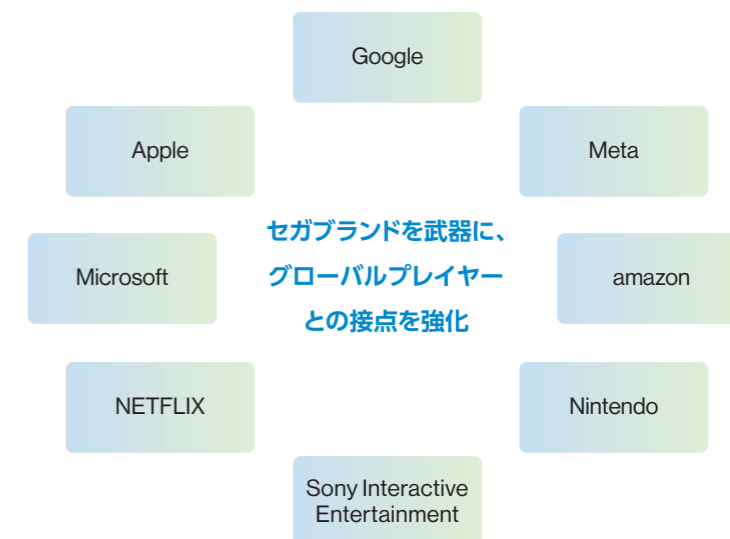 Google
Apple
Meta
セガブランドを武器に、
グローバルプレイヤー
との接点を強化
Microsoft
amazon
NETFLIX
Nintendo
Sony Interactive
Entertainment